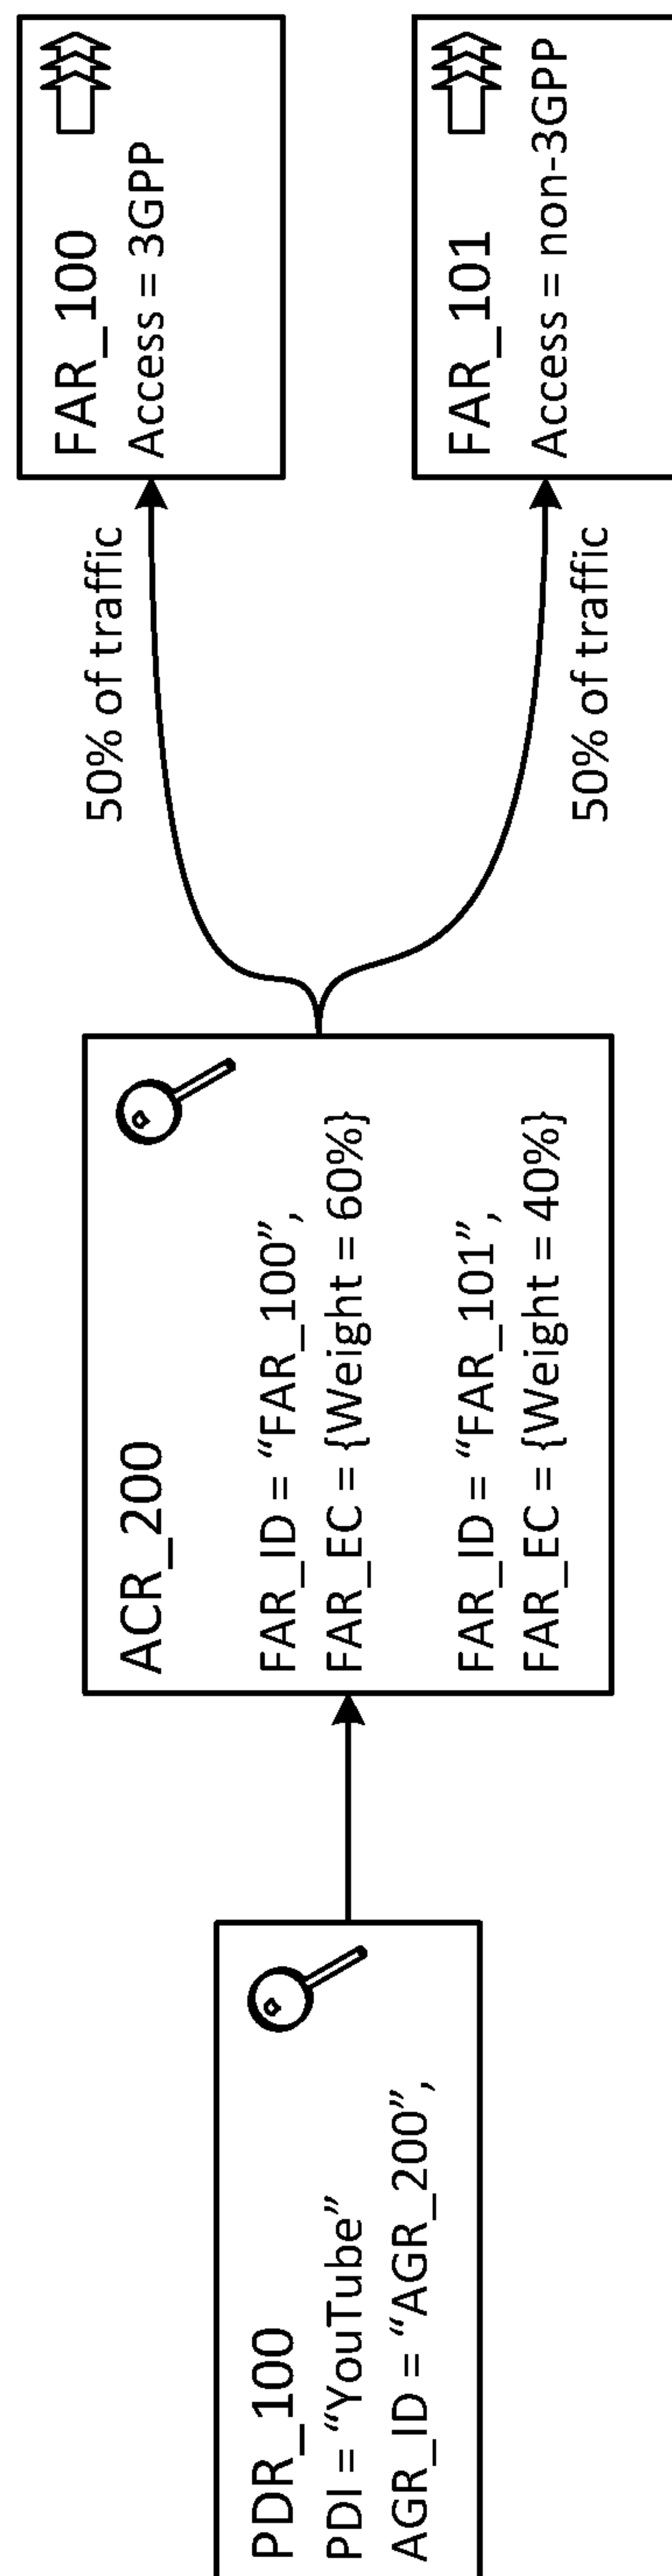 PDR_100
PDI = “YouTube”
AGR_ID = “AGR_200”,
ACR_200
FAR_ID = “FAR_100”,
FAR_EC = {Weight = 60%}
FAR_ID = “FAR_101”,
FAR_EC = {Weight = 40%}
50% of traffic
50% of traffic
FAR_100
Access = 3GPP
FAR_101
Access = non-3GPP